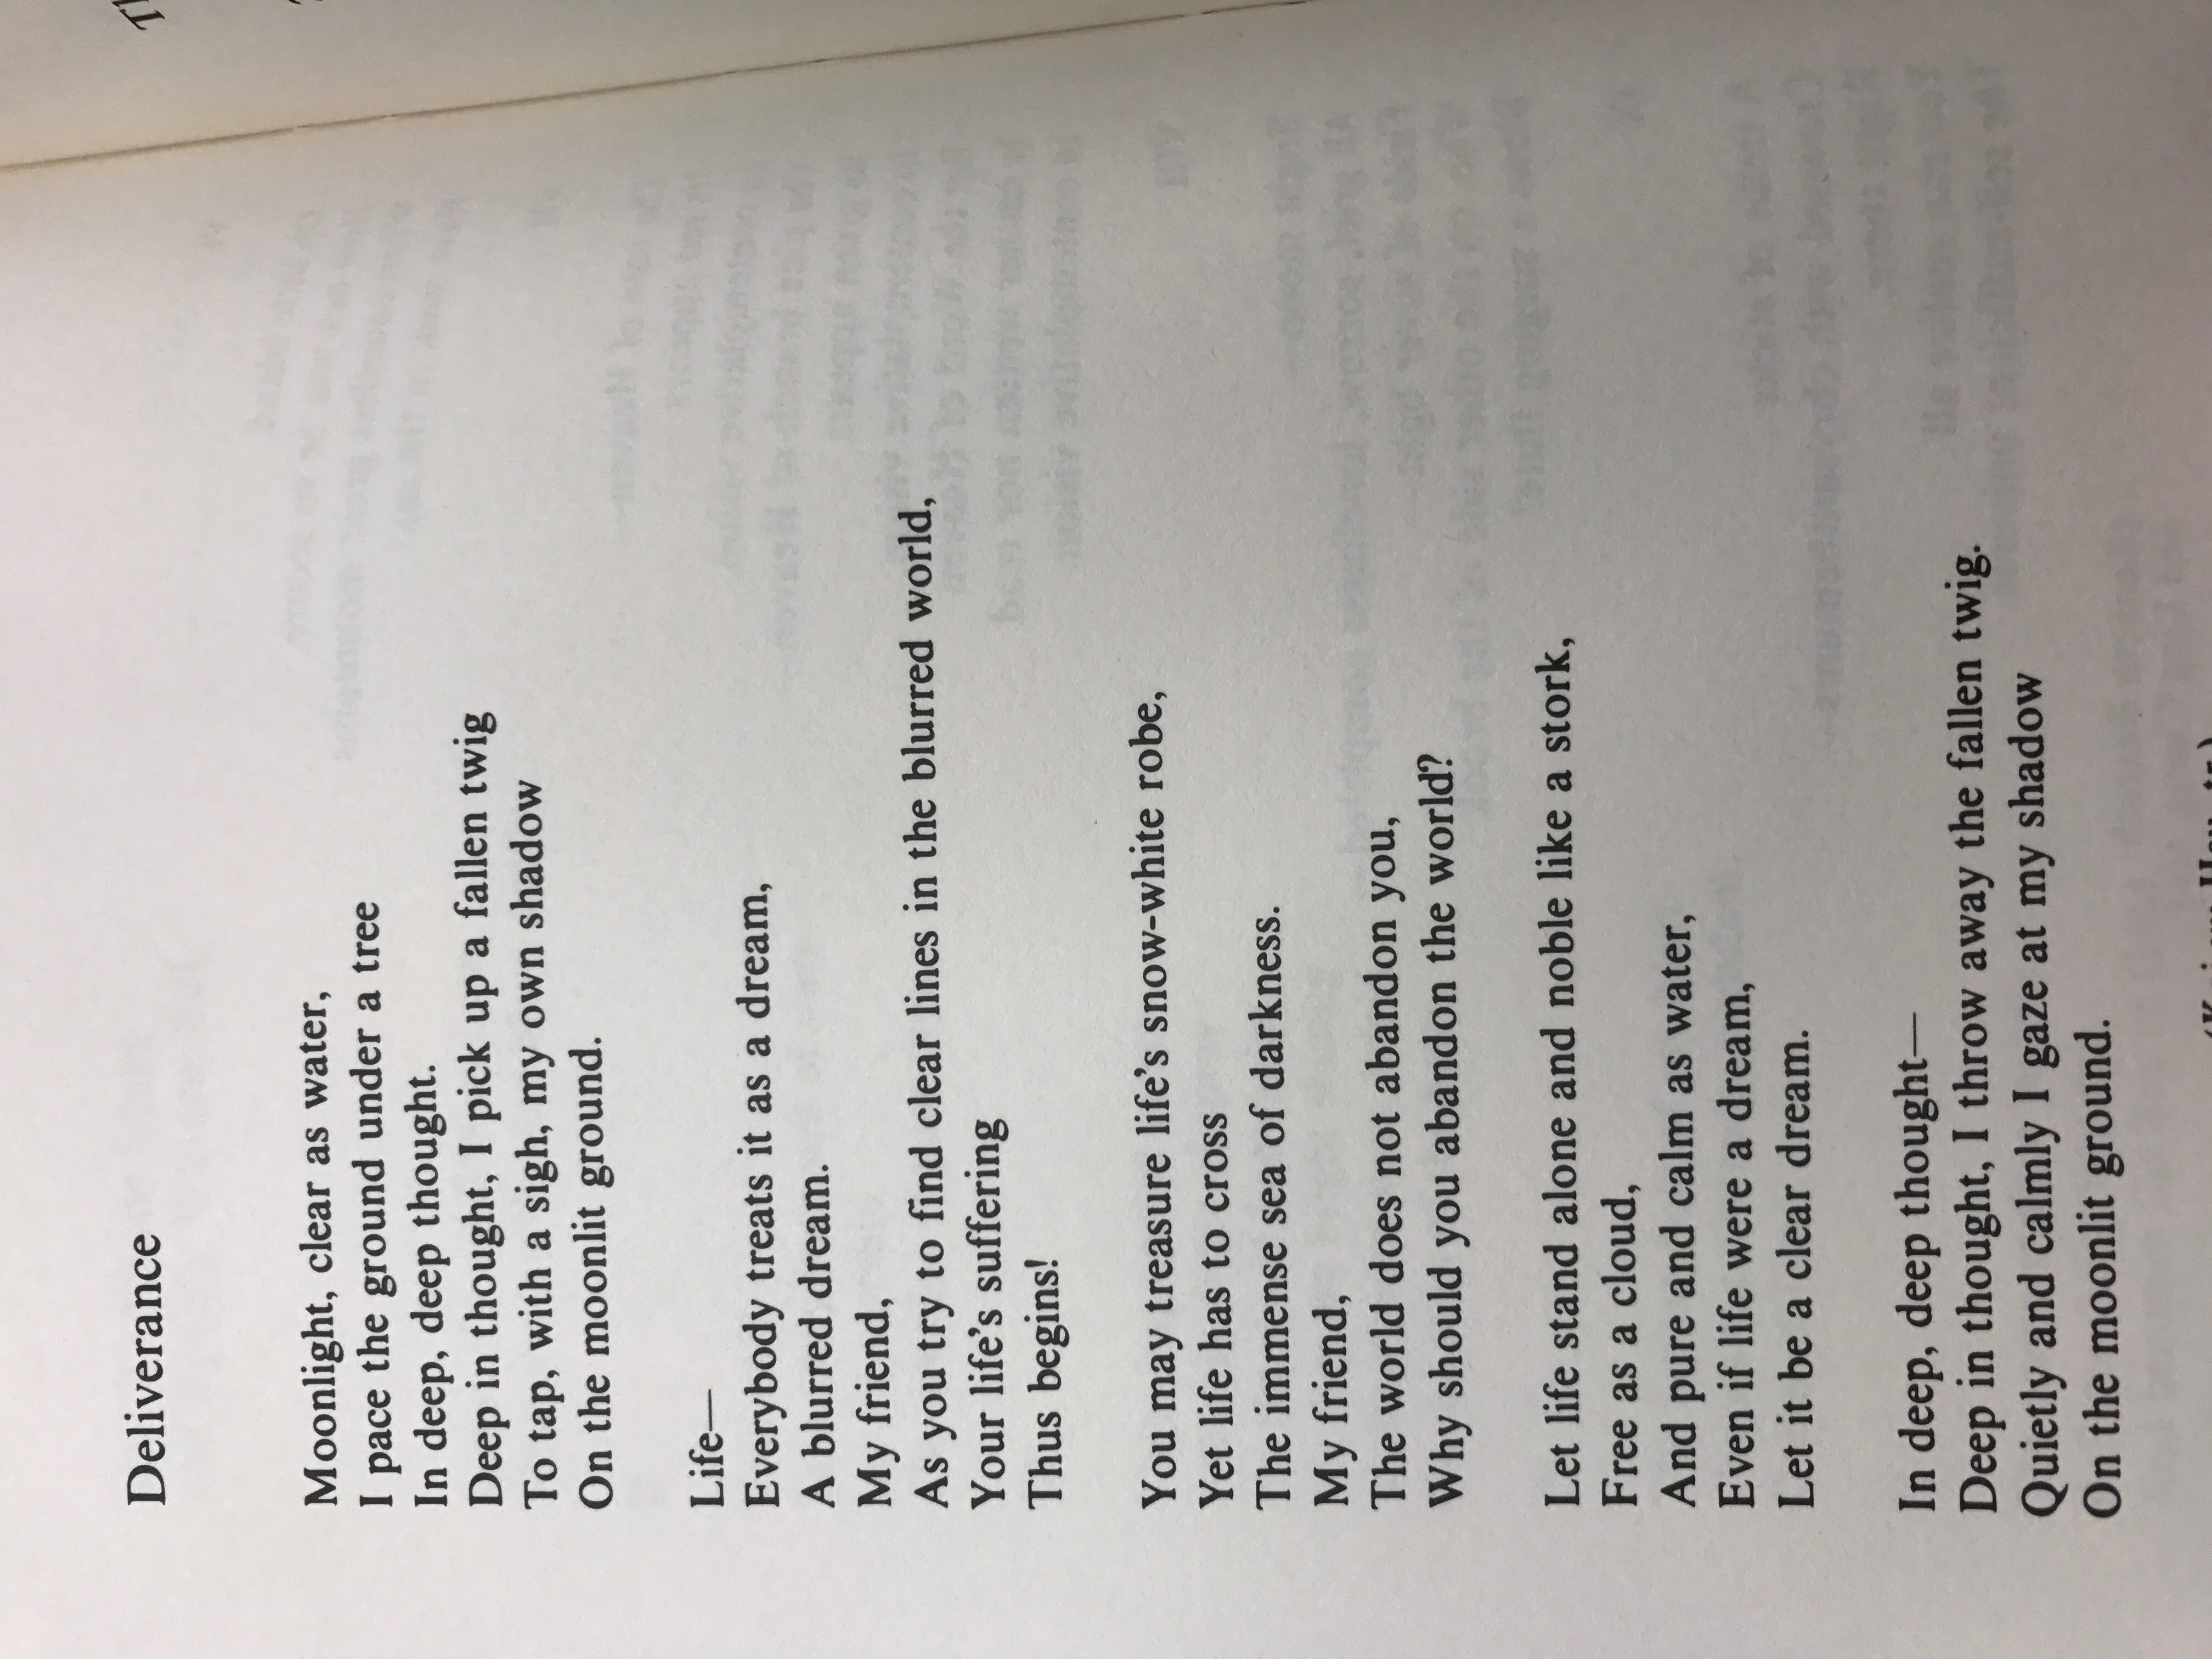 Deliverance
Moonlight, clear as water,
I pace the ground under a tree
In deep, deep thought.
Deep in thought, I pick up a fallen twig
To tap, with a sigh, my own shadow
On the moonlit ground.
Life—
Everybody treats it as a dream,
A blurred dream.
My friend,
As you try to find clear lines in the blurred world,
Your life's suffering
Thus begins!
You may treasure life's snow-white robe,
Yet life has to cross
The immense sea of darkness.
My friend,
The world does not abandon you,
Why should you abandon the world?
Let life stand alone and noble like a stork,
Free as a cloud,
And pure and calm as water,
Even if life were a dream,
Let it be a clear dream.
In deep, deep thought—
Deep in thought, I throw away the fallen twig.
Quietly and calmly I gaze at my shadow
On the moonlit ground.